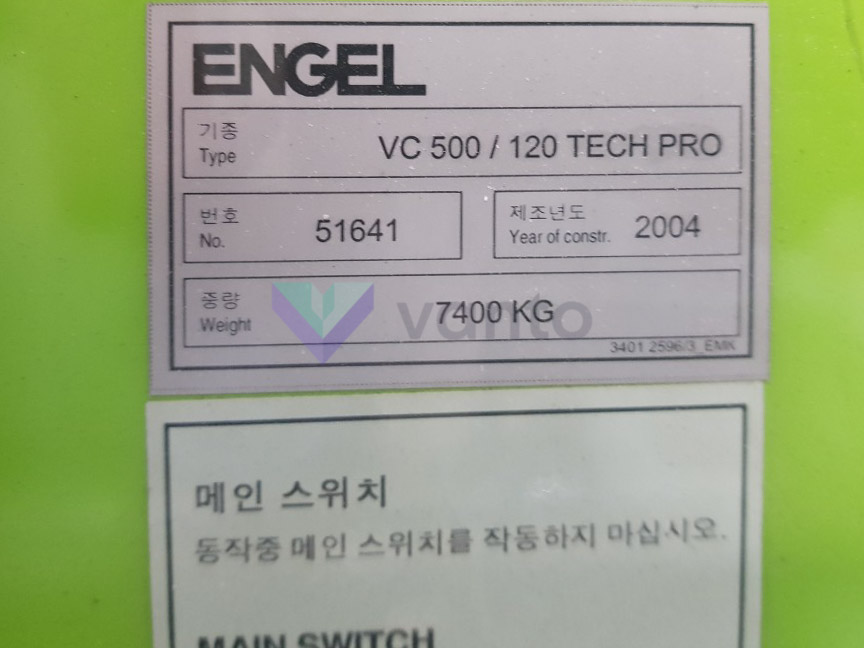 ENGEL
기종
Type
VC 500 / 120 TECH PRO
번호
No.
51641
제조년도
Year of constr.
2004
중량
Weight
7400 KG
vanto
3401 2596/3_EMK
메인 스위치
동작중 메인 스위치를 작동하지 마십시오.
MAIN SWITCH